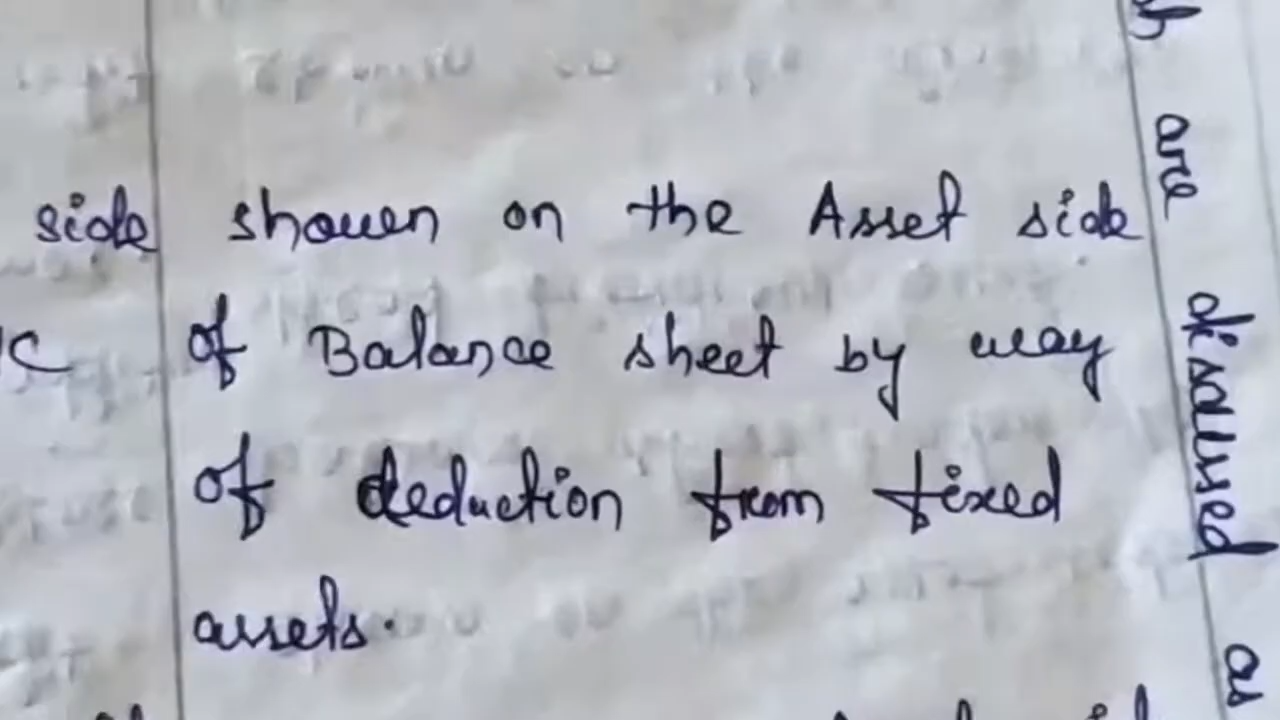 side shown on the Asset side
of Balance sheet by way
of deduction from fixed
assets.
are discussed as